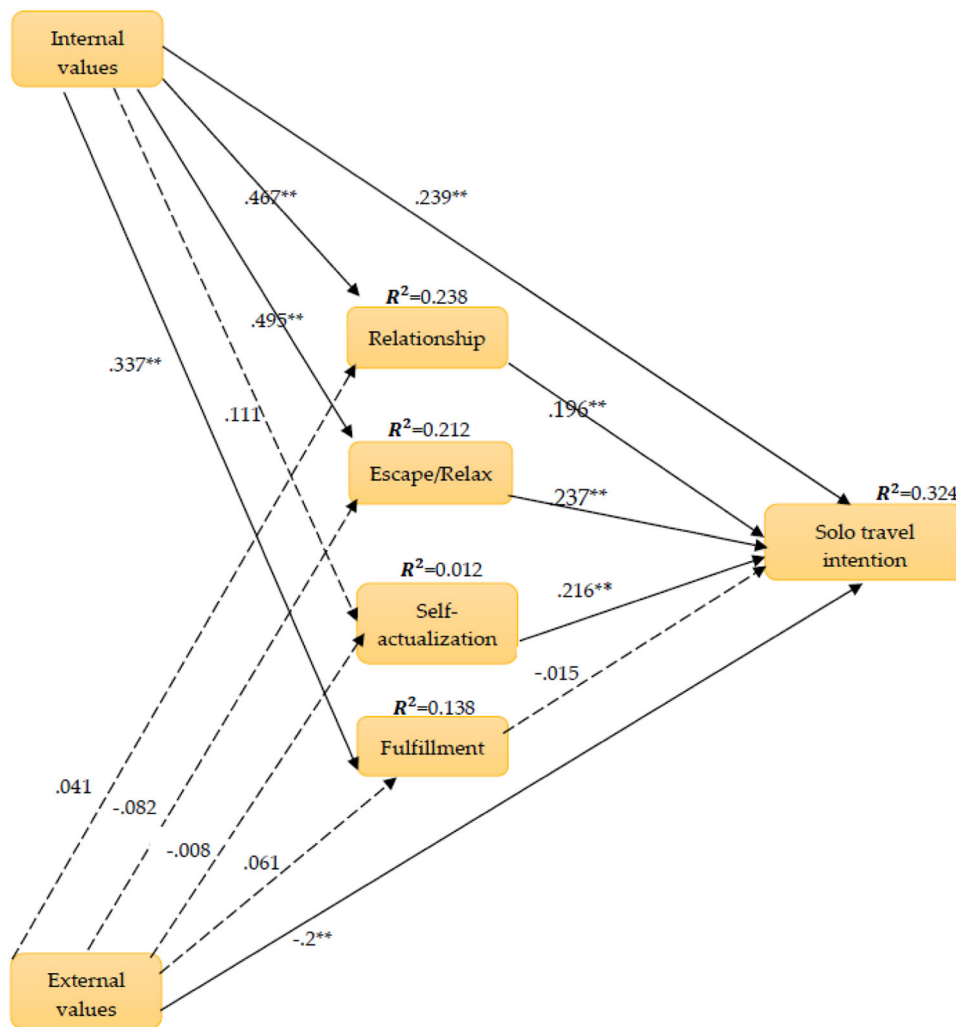 Internal
values
.467**
.239**
R²=0.238
Relationship
.495**
.337**
.196**
.111
R²=0.212
Escape/Relax
.237**
R²=0.324
Solo travel
intention
R²=0.012
Self-
actualization
.216**
-.015
R²=0.138
Fulfillment
.041
-.082
-.008
.061
-.2**
External
values